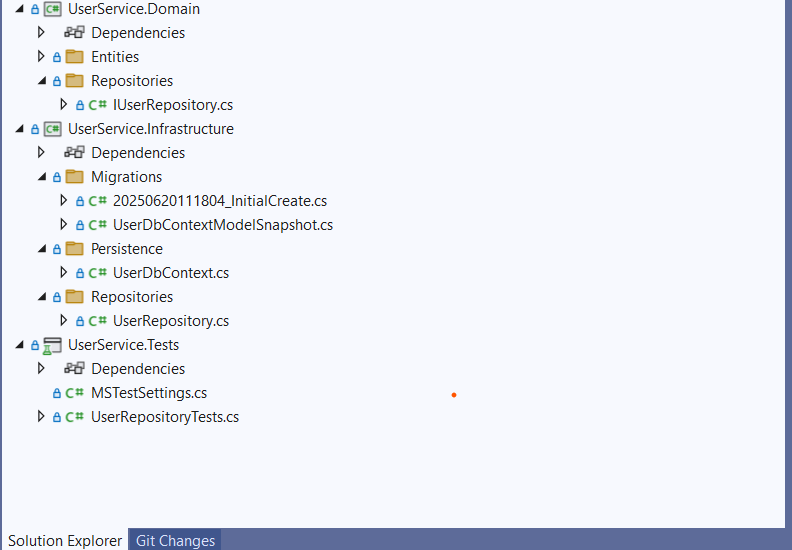 UserService.Domain
Dependencies
Entities
Repositories
C# IUserRepository.cs
UserService.Infrastructure
Dependencies
Migrations
C# 20250620111804_InitialCreate.cs
C# UserDbContextModelSnapshot.cs
Persistence
C# UserDbContext.cs
Repositories
C# UserRepository.cs
UserService.Tests
Dependencies
C# MSTestSettings.cs
C# UserRepositoryTests.cs
Solution Explorer Git Changes